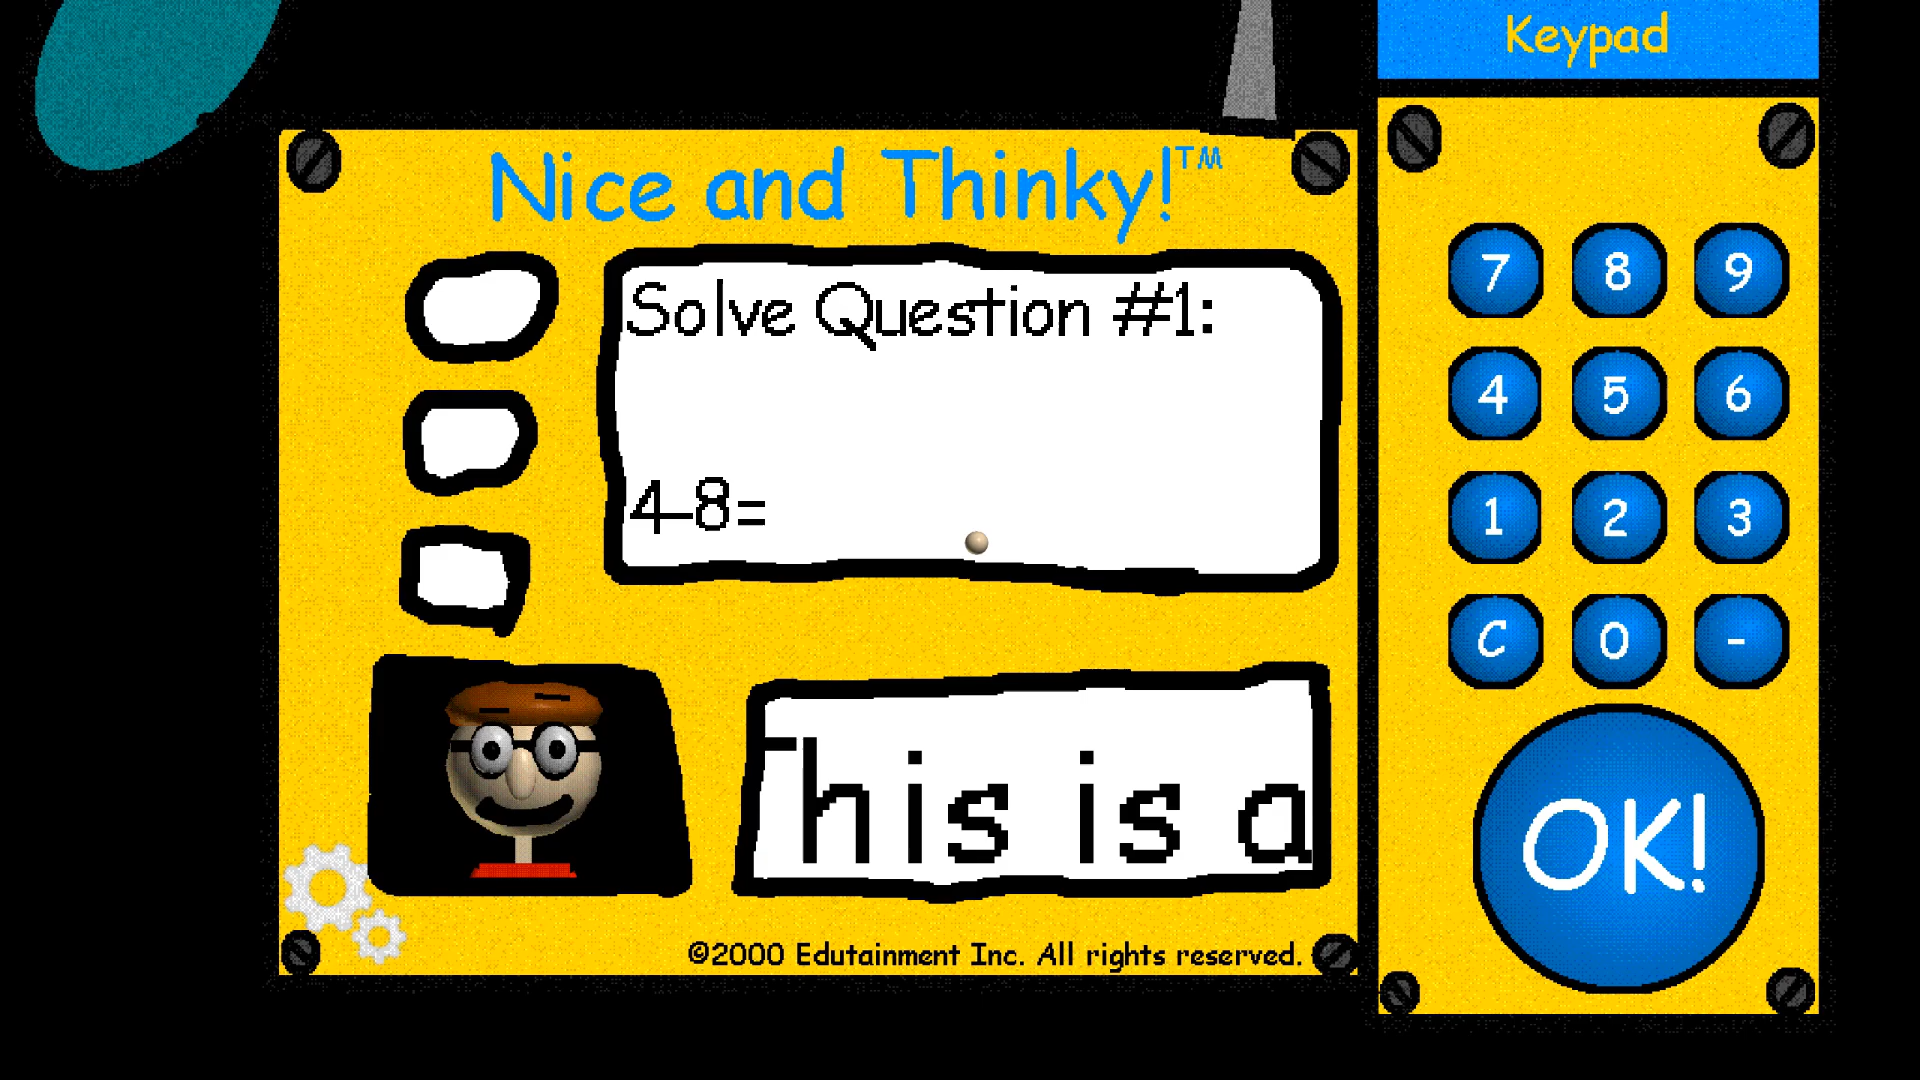 Keypad
Nice and Thinky!™
Solve Question #1:
4-8=
This is a
7 8 9
4 5 6
1 2 3
C 0 -
OK!
©2000 Edutainment Inc. All rights reserved.